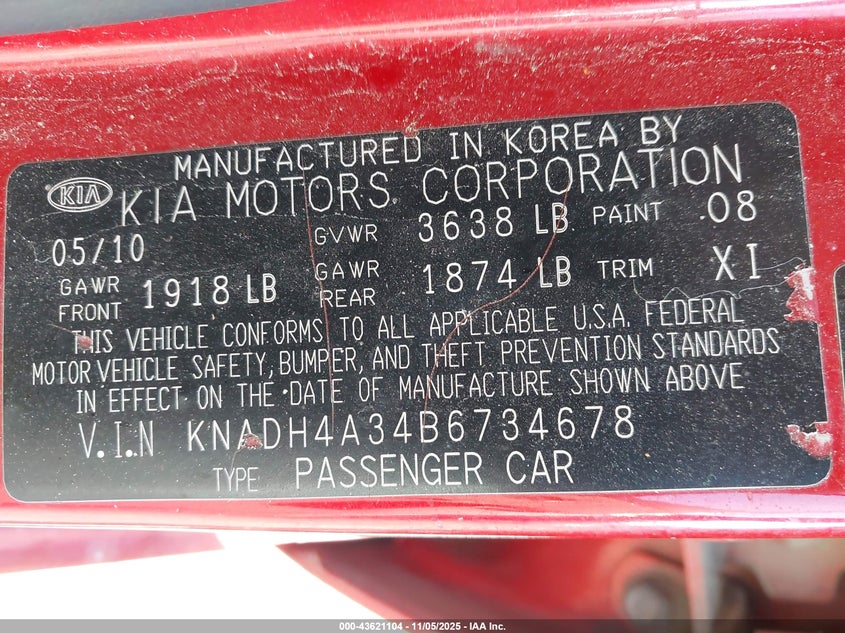 MANUFACTURED IN KOREA BY
KIA
KIA MOTORS CORPORATION
05/10 GVWR 3638 LB PAINT 08
GAWR FRONT 1918 LB GAWR REAR 1874 LB TRIM XI
THIS VEHICLE CONFORMS TO ALL APPLICABLE U.S.A. FEDERAL
MOTOR VEHICLE SAFETY, BUMPER, AND THEFT PREVENTION STANDARDS
IN EFFECT ON THE DATE OF MANUFACTURE SHOWN ABOVE
V.I.N KNADH4A34B6734678
TYPE PASSENGER CAR
000-43621104 - 11/05/2025 - IAA, Inc.